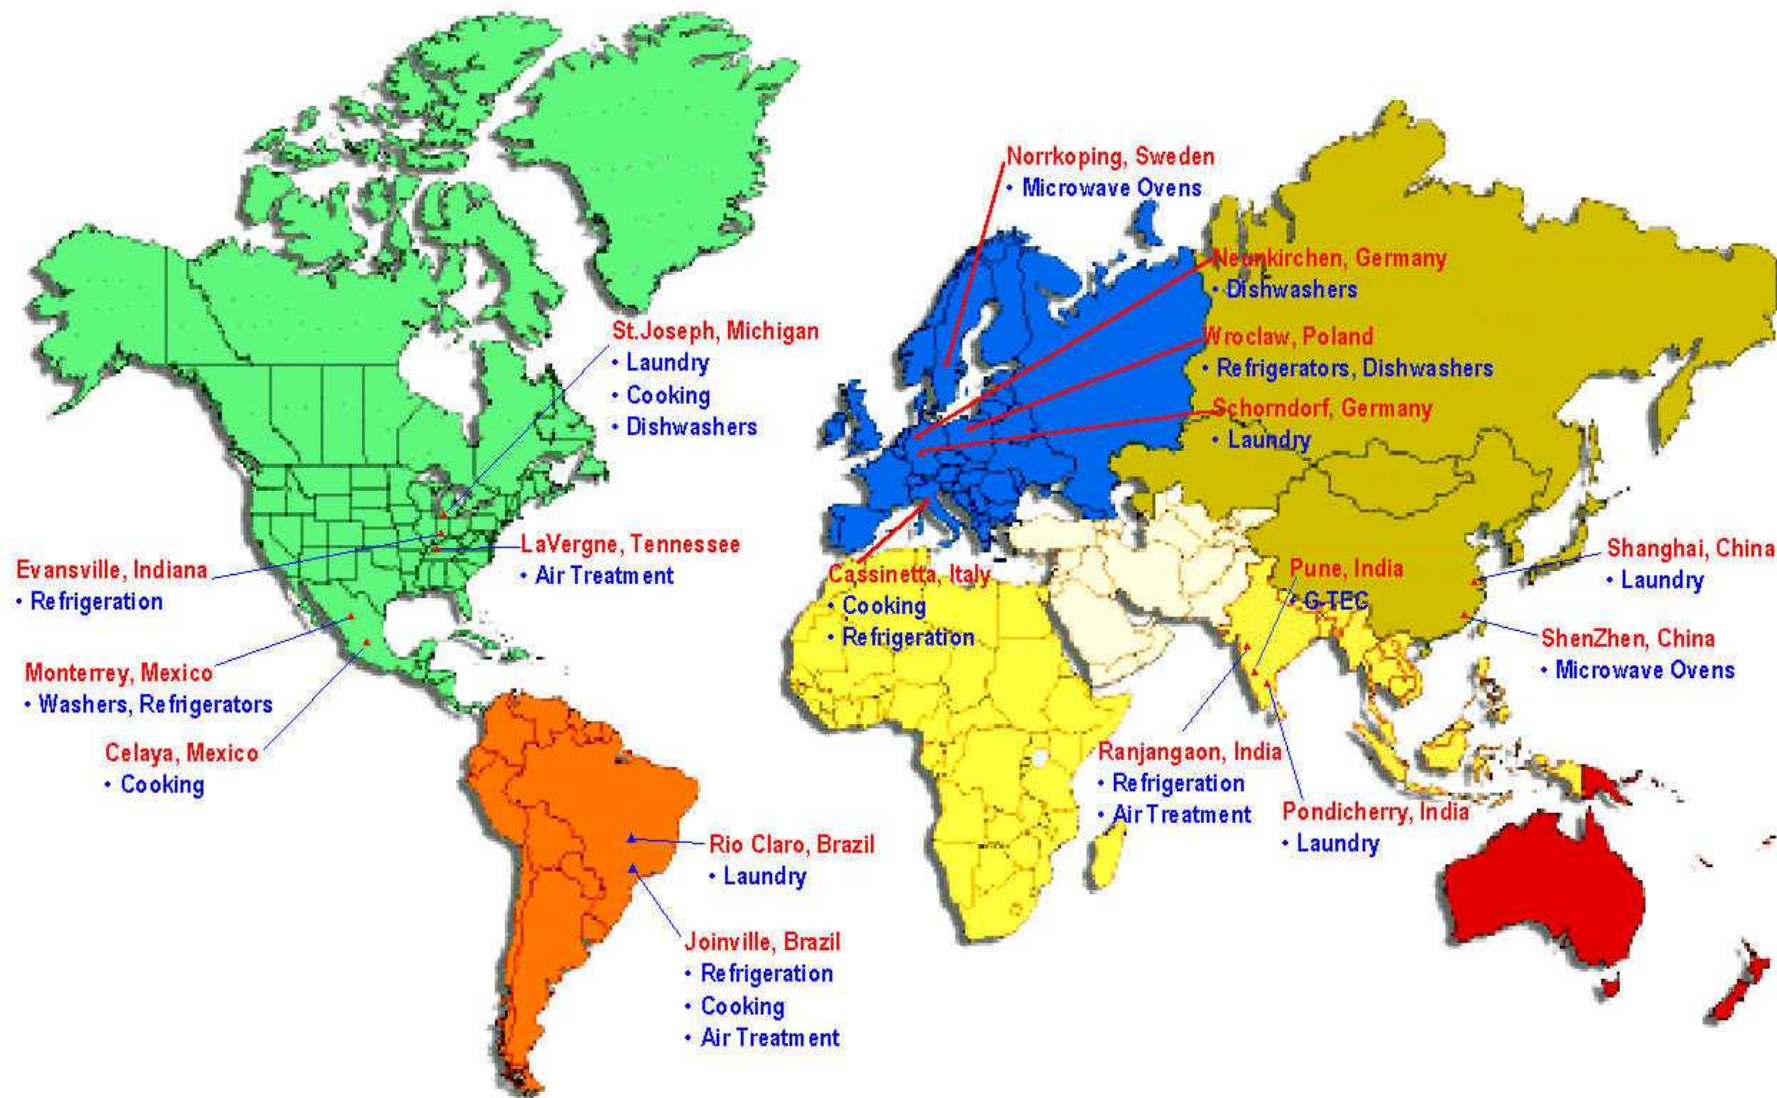 Norrkoping, Sweden
• Microwave Ovens
Neunkirchen, Germany
• Dishwashers
Wroclaw, Poland
• Refrigerators, Dishwashers
Schorndorf, Germany
• Laundry
St.Joseph, Michigan
• Laundry
• Cooking
• Dishwashers
LaVergne, Tennessee
• Air Treatment
Evansville, Indiana
• Refrigeration
Monterrey, Mexico
• Washers, Refrigerators
Celaya, Mexico
• Cooking
Cassinetta, Italy
• Cooking
• Refrigeration
Pune, India
• G-TEC
Shanghai, China
• Laundry
ShenZhen, China
• Microwave Ovens
Ranjangaon, India
• Refrigeration
• Air Treatment
Pondicherry, India
• Laundry
Rio Claro, Brazil
• Laundry
Joinville, Brazil
• Refrigeration
• Cooking
• Air Treatment